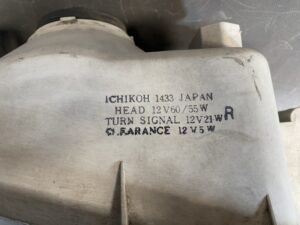 ICHIKOH 1433 JAPAN
HEAD 12V60/55W
TURN SIGNAL 12V21W R
CLEARANCE 12V5W